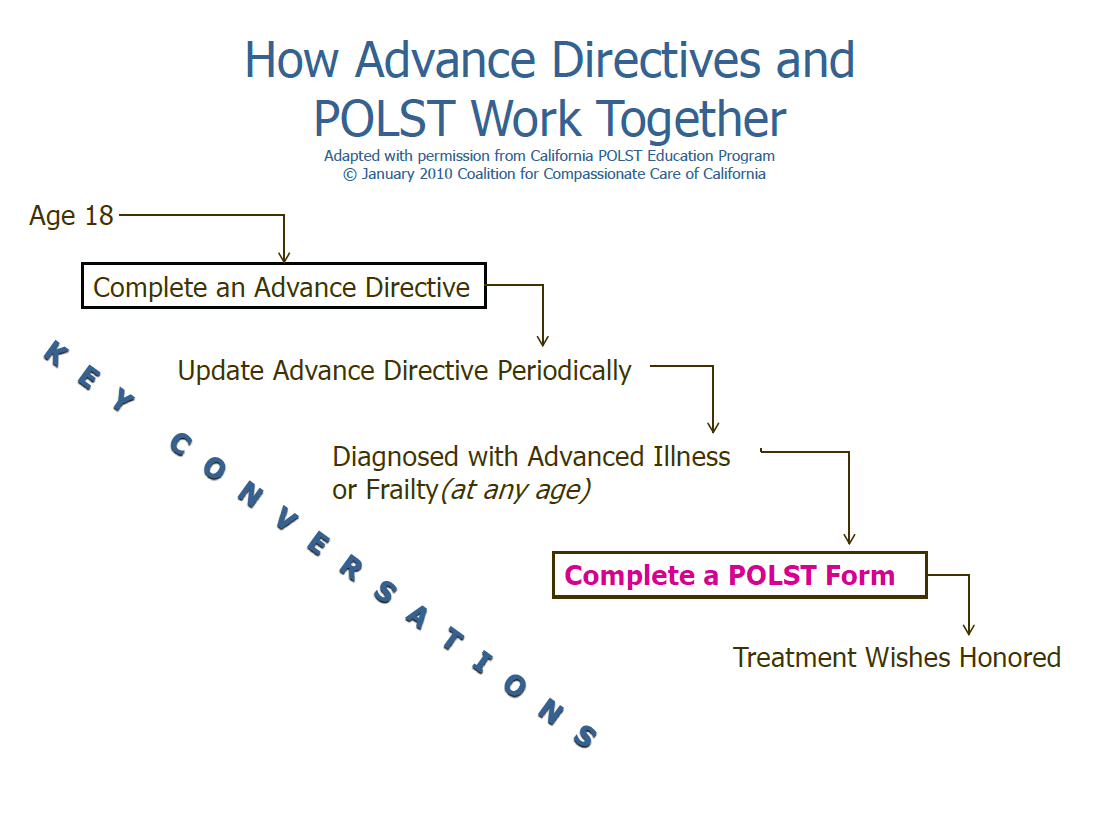 How Advance Directives and
POLST Work Together
Adapted with permission from California POLST Education Program
© January 2010 Coalition for Compassionate Care of California
Age 18
Complete an Advance Directive
Update Advance Directive Periodically
Diagnosed with Advanced Illness
or Frailty(at any age)
Complete a POLST Form
Treatment Wishes Honored
KEY CONVERSATIONS